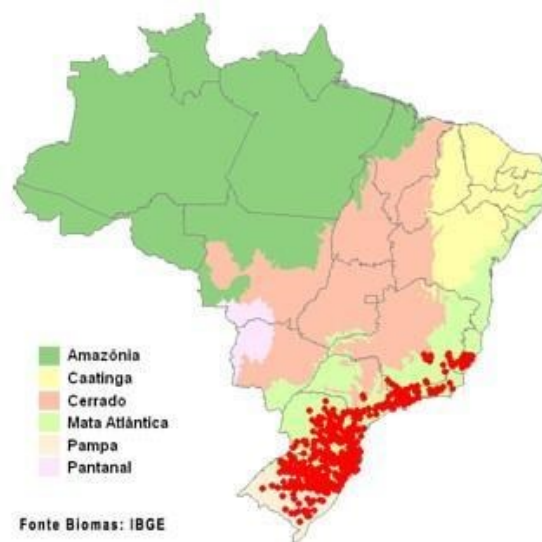 Amazônia
Caatinga
Cerrado
Mata Atlântica
Pampa
Pantanal
Fonte Biomas: IBGE